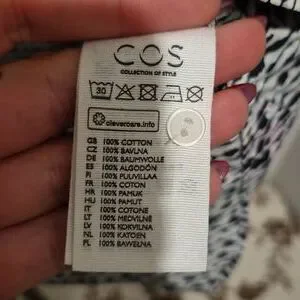 COS
COLLECTION OF STYLE
30
clevercare.info
GB 100% COTTON
CZ 100% BAVLNA
DE 100% BAUMWOLLE
ES 100% ALGODÓN
FI 100% PUUVILLAA
FR 100% COTON
HR 100% PAMUK
HU 100% PAMUT
IT 100% COTONE
LT 100% MEDVILNĖ
LV 100% KOKVILNA
NL 100% KATOEN
PL 100% BAWEŁNA